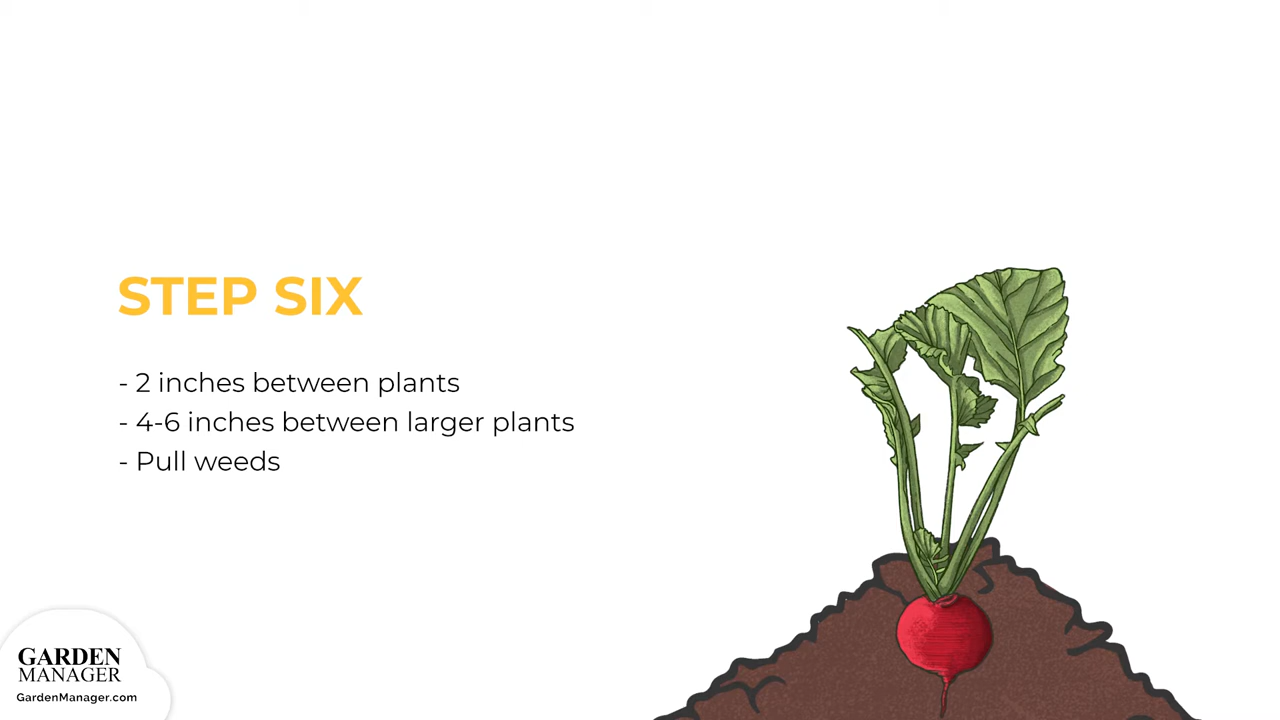 STEP SIX
- 2 inches between plants
- 4-6 inches between larger plants
- Pull weeds
GARDEN
MANAGER
GardenManager.com